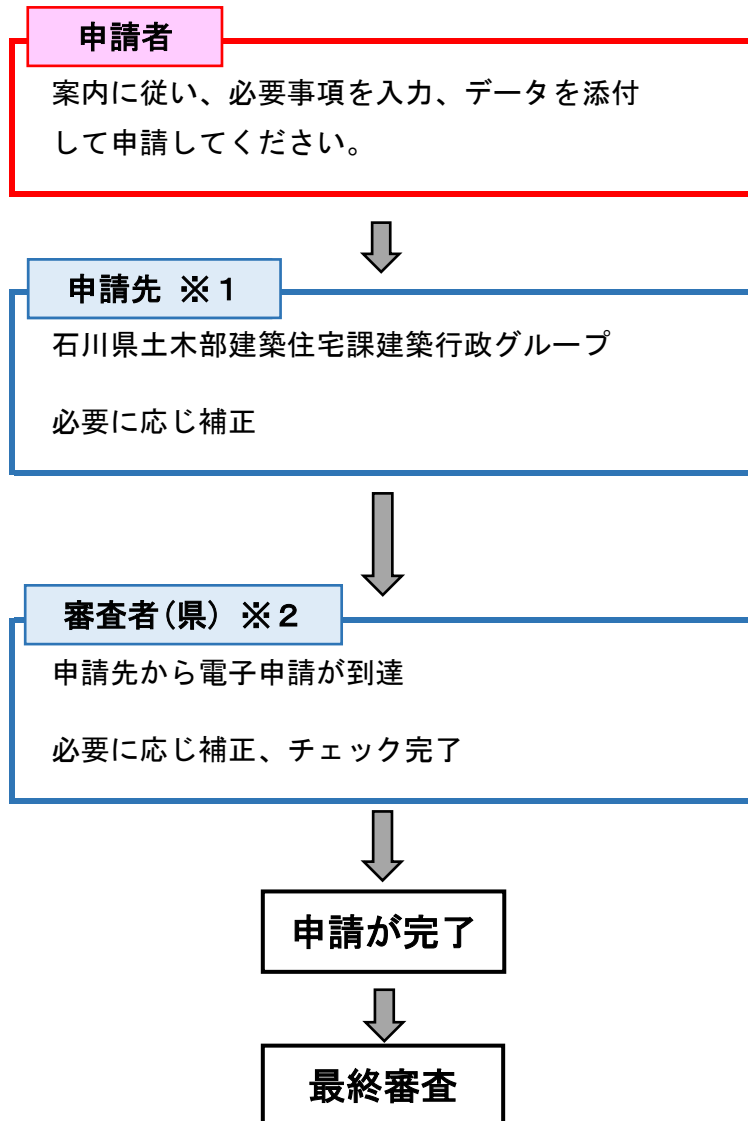 申請者
案内に従い、必要事項を入力、データを添付
して申請してください。
申請先 ※1
石川県土木部建築住宅課建築行政グループ
必要に応じ補正
審査者(県) ※2
申請先から電子申請が到達
必要に応じ補正、チェック完了
申請が完了
最終審査